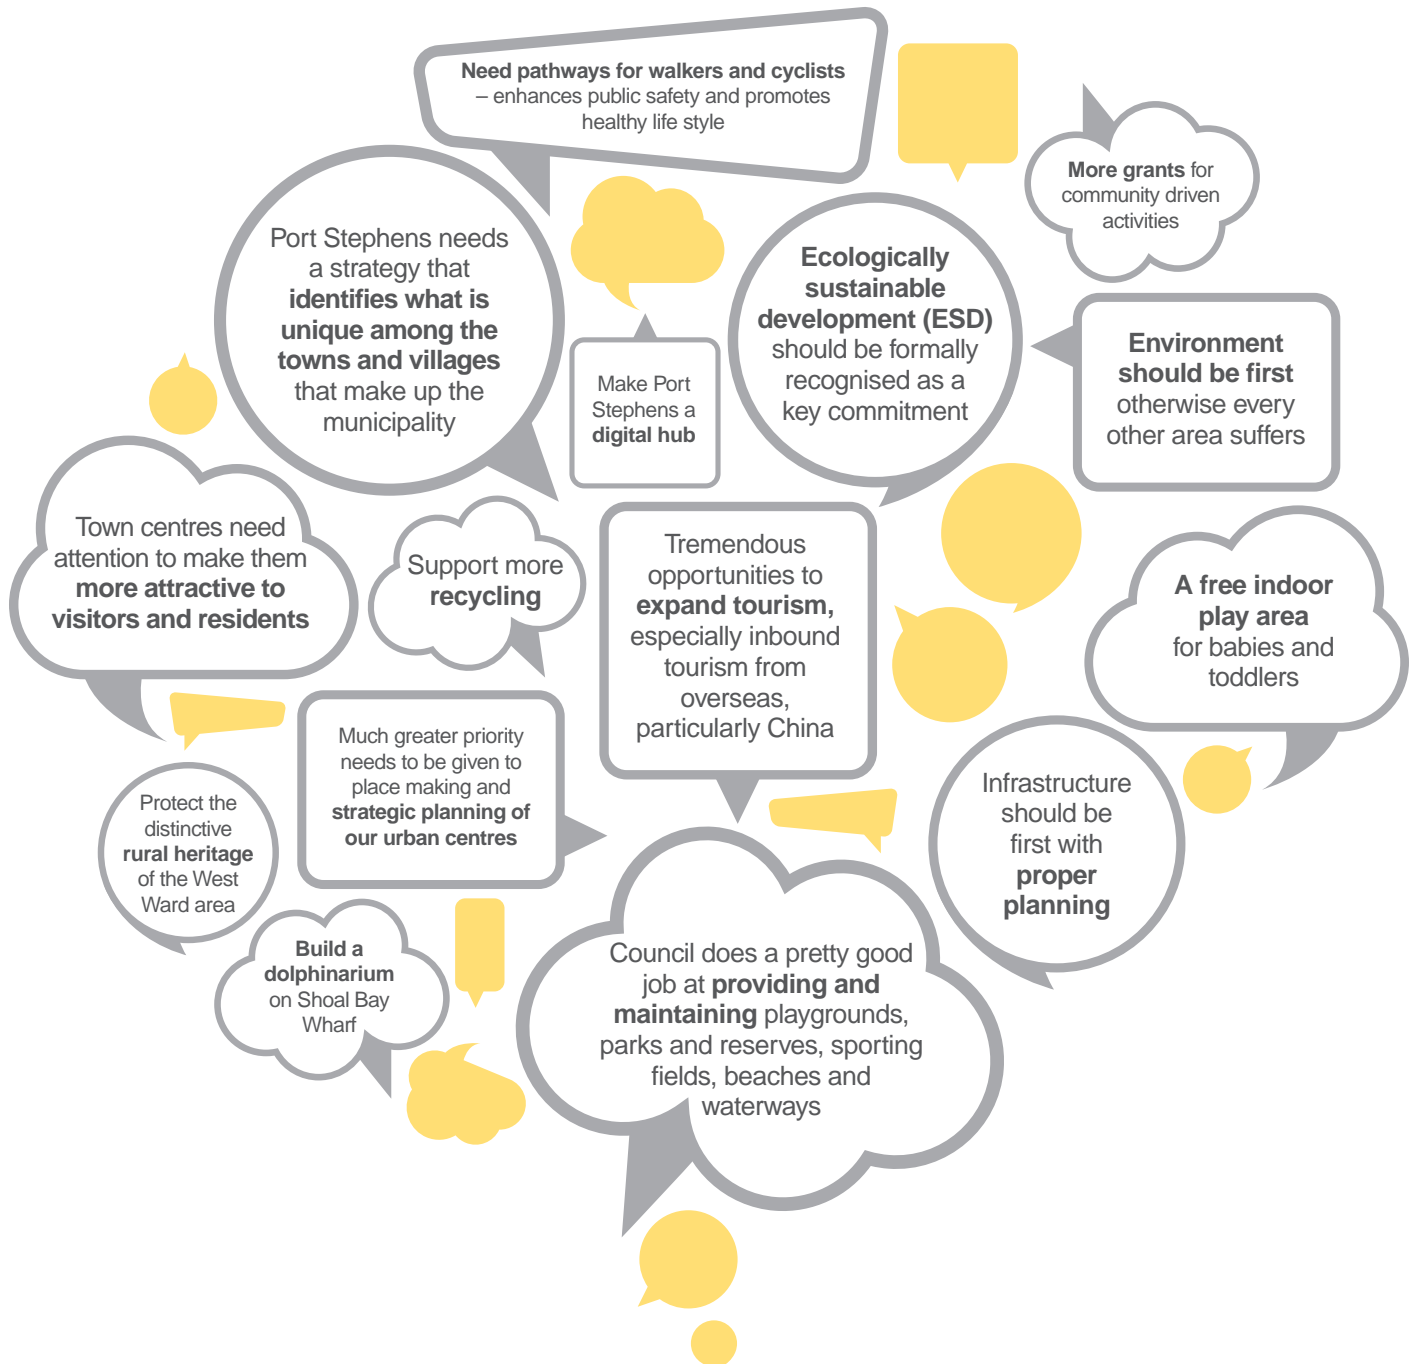 Need pathways for walkers and cyclists
– enhances public safety and promotes
healthy life style
More grants for
community driven
activities
Port Stephens needs
a strategy that
identifies what is
unique among the
towns and villages
that make up the
municipality
Ecologically
sustainable
development (ESD)
should be formally
recognised as a
key commitment
Environment
should be first
otherwise every
other area suffers
Make Port
Stephens a
digital hub
Town centres need
attention to make them
more attractive to
visitors and residents
Support more
recycling
Tremendous
opportunities to
expand tourism,
especially inbound
tourism from
overseas,
particularly China
A free indoor
play area
for babies and
toddlers
Much greater priority
needs to be given to
place making and
strategic planning of
our urban centres
Infrastructure
should be
first with
proper
planning
Protect the
distinctive
rural heritage
of the West
Ward area
Build a
dolphinarium
on Shoal Bay
Wharf
Council does a pretty good
job at providing and
maintaining playgrounds,
parks and reserves, sporting
fields, beaches and
waterways